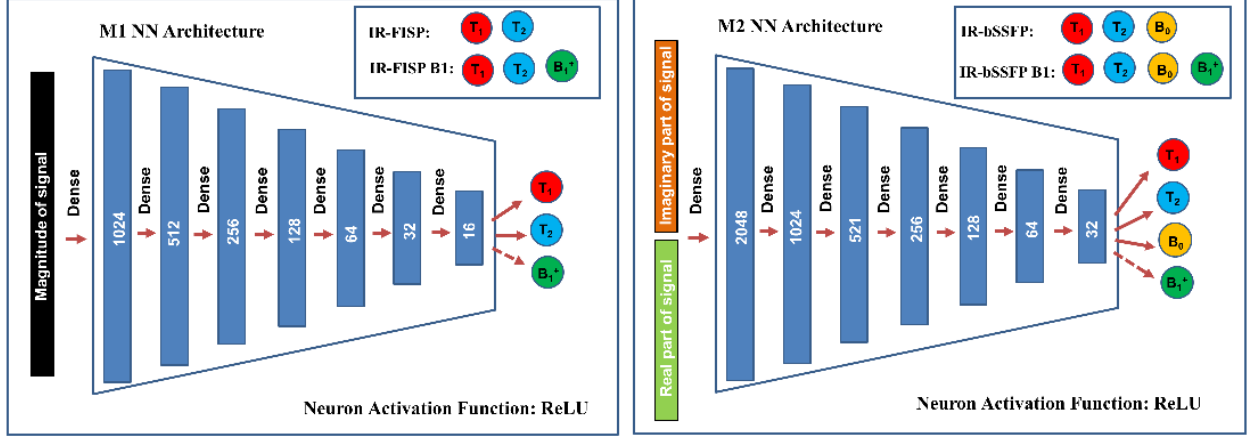 M1 NN Architecture
IR-FISP: T1 T2
IR-FISP B1: T1 T2 B1+
Magnitude of signal
Dense
1024
Dense
512
Dense
256
Dense
128
Dense
64
Dense
32
Dense
16
T1
T2
B1+
Neuron Activation Function: ReLU
M2 NN Architecture
IR-bSSFP: T1 T2 B0
IR-bSSFP B1: T1 T2 B0 B1+
Imaginary part of signal
Real part of signal
Dense
2048
Dense
1024
Dense
521
Dense
256
Dense
128
Dense
64
Dense
32
T1
T2
B0
B1+
Neuron Activation Function: ReLU